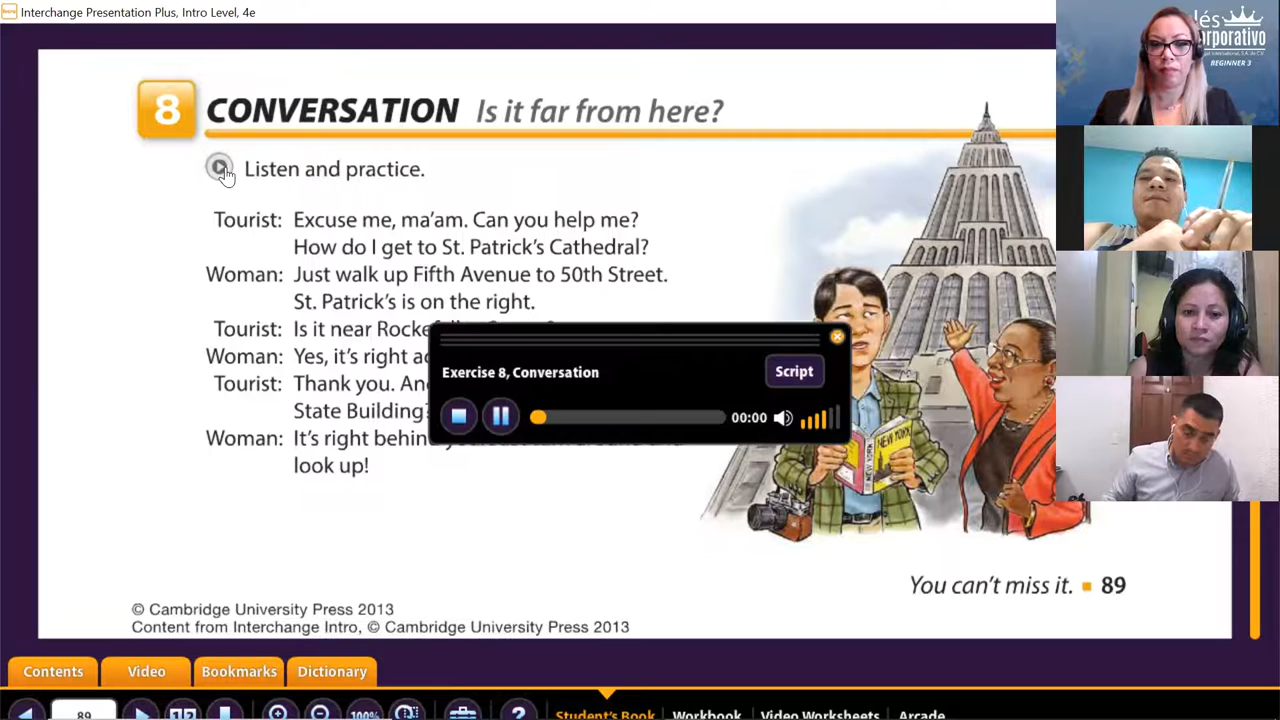 Interchange Presentation Plus, Intro Level, 4e
lés
orporativo
BEGINNER 3
8 CONVERSATION Is it far from here?
Listen and practice.
Tourist: Excuse me, ma'am. Can you help me?
How do I get to St. Patrick's Cathedral?
Woman: Just walk up Fifth Avenue to 50th Street.
St. Patrick's is on the right.
Tourist: Is it near
Woman: Yes, it's right
Tourist: Thank you.
State Building?
Woman: It's right
look up!
Exercise 8, Conversation
Script
00:00
NEW YORK
NEW YORK
You can't miss it. 89
© Cambridge University Press 2013
Content from Interchange Intro, © Cambridge University Press 2013
Contents Video Bookmarks Dictionary
89 100% ?
Student's Book Workbook Video Worksheets Arcade